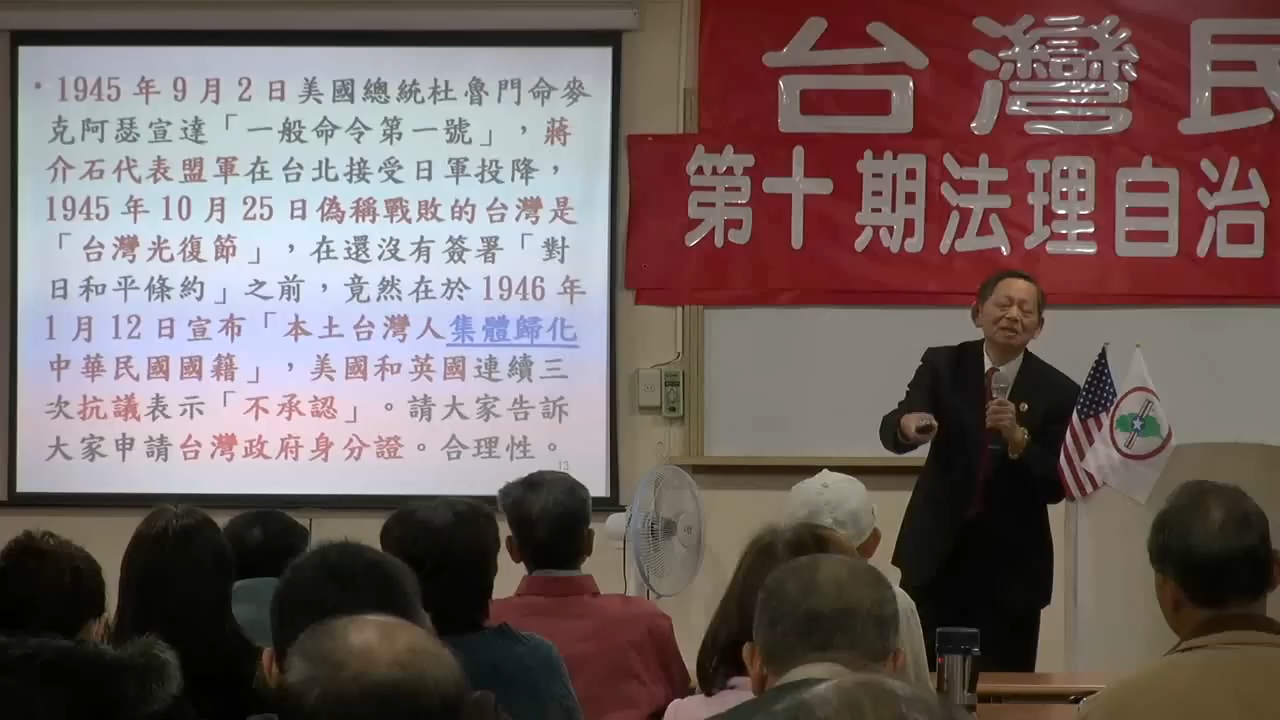 • 1945 年 9 月 2 日美國總統杜魯門命麥
克阿瑟宣達「一般命令第一號」，蔣
介石代表盟軍在台北接受日軍投降，
1945 年 10 月 25 日偽稱戰敗的台灣是
「台灣光復節」，在還沒有簽署「對
日和平條約」之前，竟然在於 1946 年
1 月 12 日宣布「本土台灣人集體歸化
中華民國國籍」，美國和英國連續三
次抗議表示「不承認」。請大家告訴
大家申請台灣政府身分證。合理性。
13
台灣民
第十期法理自治